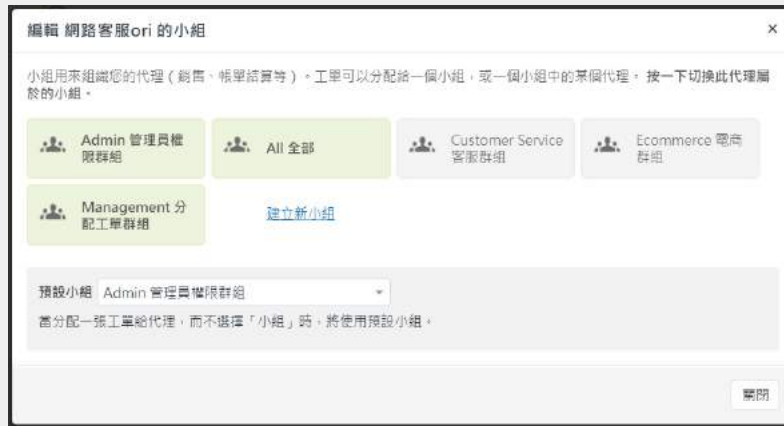 編輯 網路客服ori 的小組
×
小組用來組織您的代理（銷售、帳單結算等）。工單可以分配給一個小組，或一個小組中的某個代理。 按一下切換此代理屬
於的小組。
Admin 管理員權
限群組
All 全部
Customer Service
客服群組
Ecommerce 電商
群組
Management 分
配工單群組
建立新小組
預設小組 Admin 管理員權限群組
當分配一張工單給代理，而不選擇「小組」時，將使用預設小組。
關閉